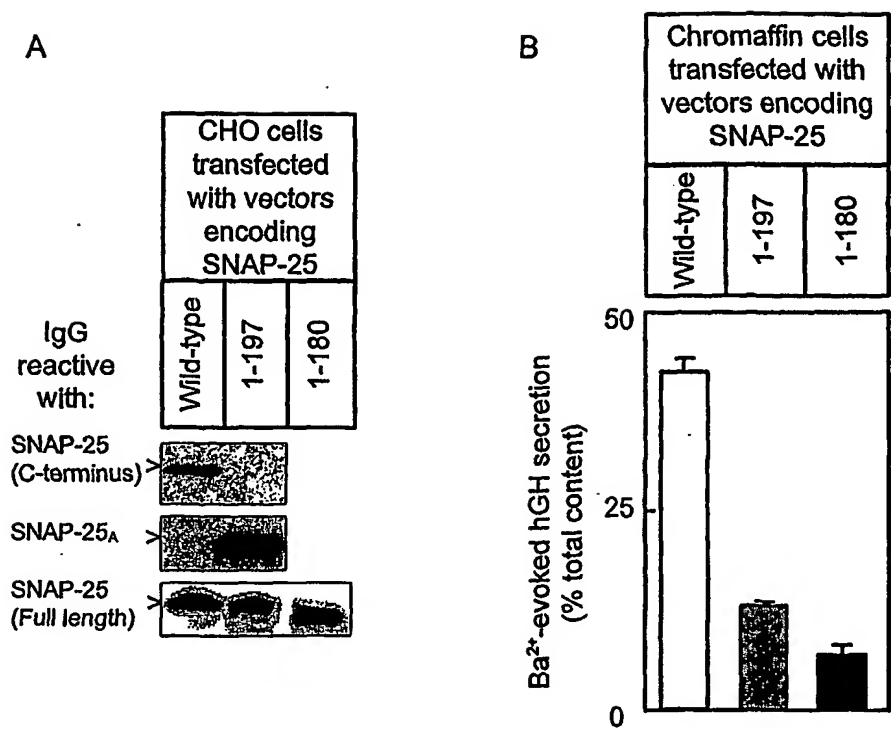 A
CHO cells
transfected
with vectors
encoding
SNAP-25
IgG
reactive
with:
Wild-type
1-197
1-180
SNAP-25
(C-terminus)
>
SNAP-25A
>
SNAP-25
(Full length)
>
B
Chromaffin cells
transfected with
vectors encoding
SNAP-25
Wild-type
1-197
1-180
Ba²⁺-evoked hGH secretion
(% total content)
50
25
0